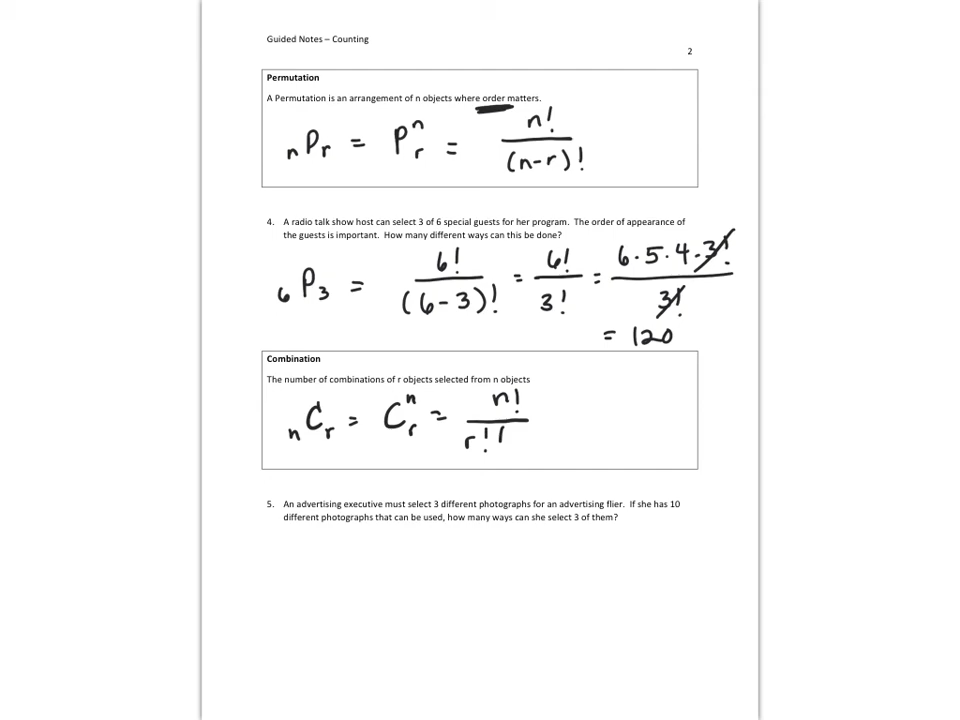 Guided Notes – Counting
2
Permutation
A Permutation is an arrangement of n objects where order matters.
nPr = P^n_r = n! / (n-r)!
4. A radio talk show host can select 3 of 6 special guests for her program. The order of appearance of
the guests is important. How many different ways can this be done?
6P3 = 6! / (6-3)! = 6! / 3! = 6·5·4·3! / 3!
= 120
Combination
The number of combinations of r objects selected from n objects
nCr = C^n_r = n! / r!(
5. An advertising executive must select 3 different photographs for an advertising flier. If she has 10
different photographs that can be used, how many ways can she select 3 of them?